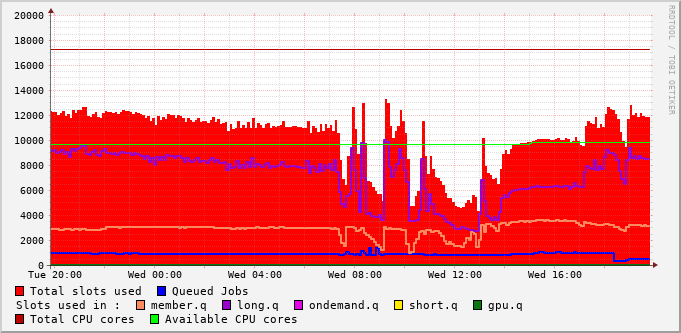 20000
18000
16000
14000
12000
10000
8000
6000
4000
2000
0
Tue 20:00 Wed 00:00 Wed 04:00 Wed 08:00 Wed 12:00 Wed 16:00
RRDTOOL / TOBI OETIKER
Total slots used Queued Jobs
Slots used in : member.q long.q ondemand.q short.q gpu.q
Total CPU cores Available CPU cores